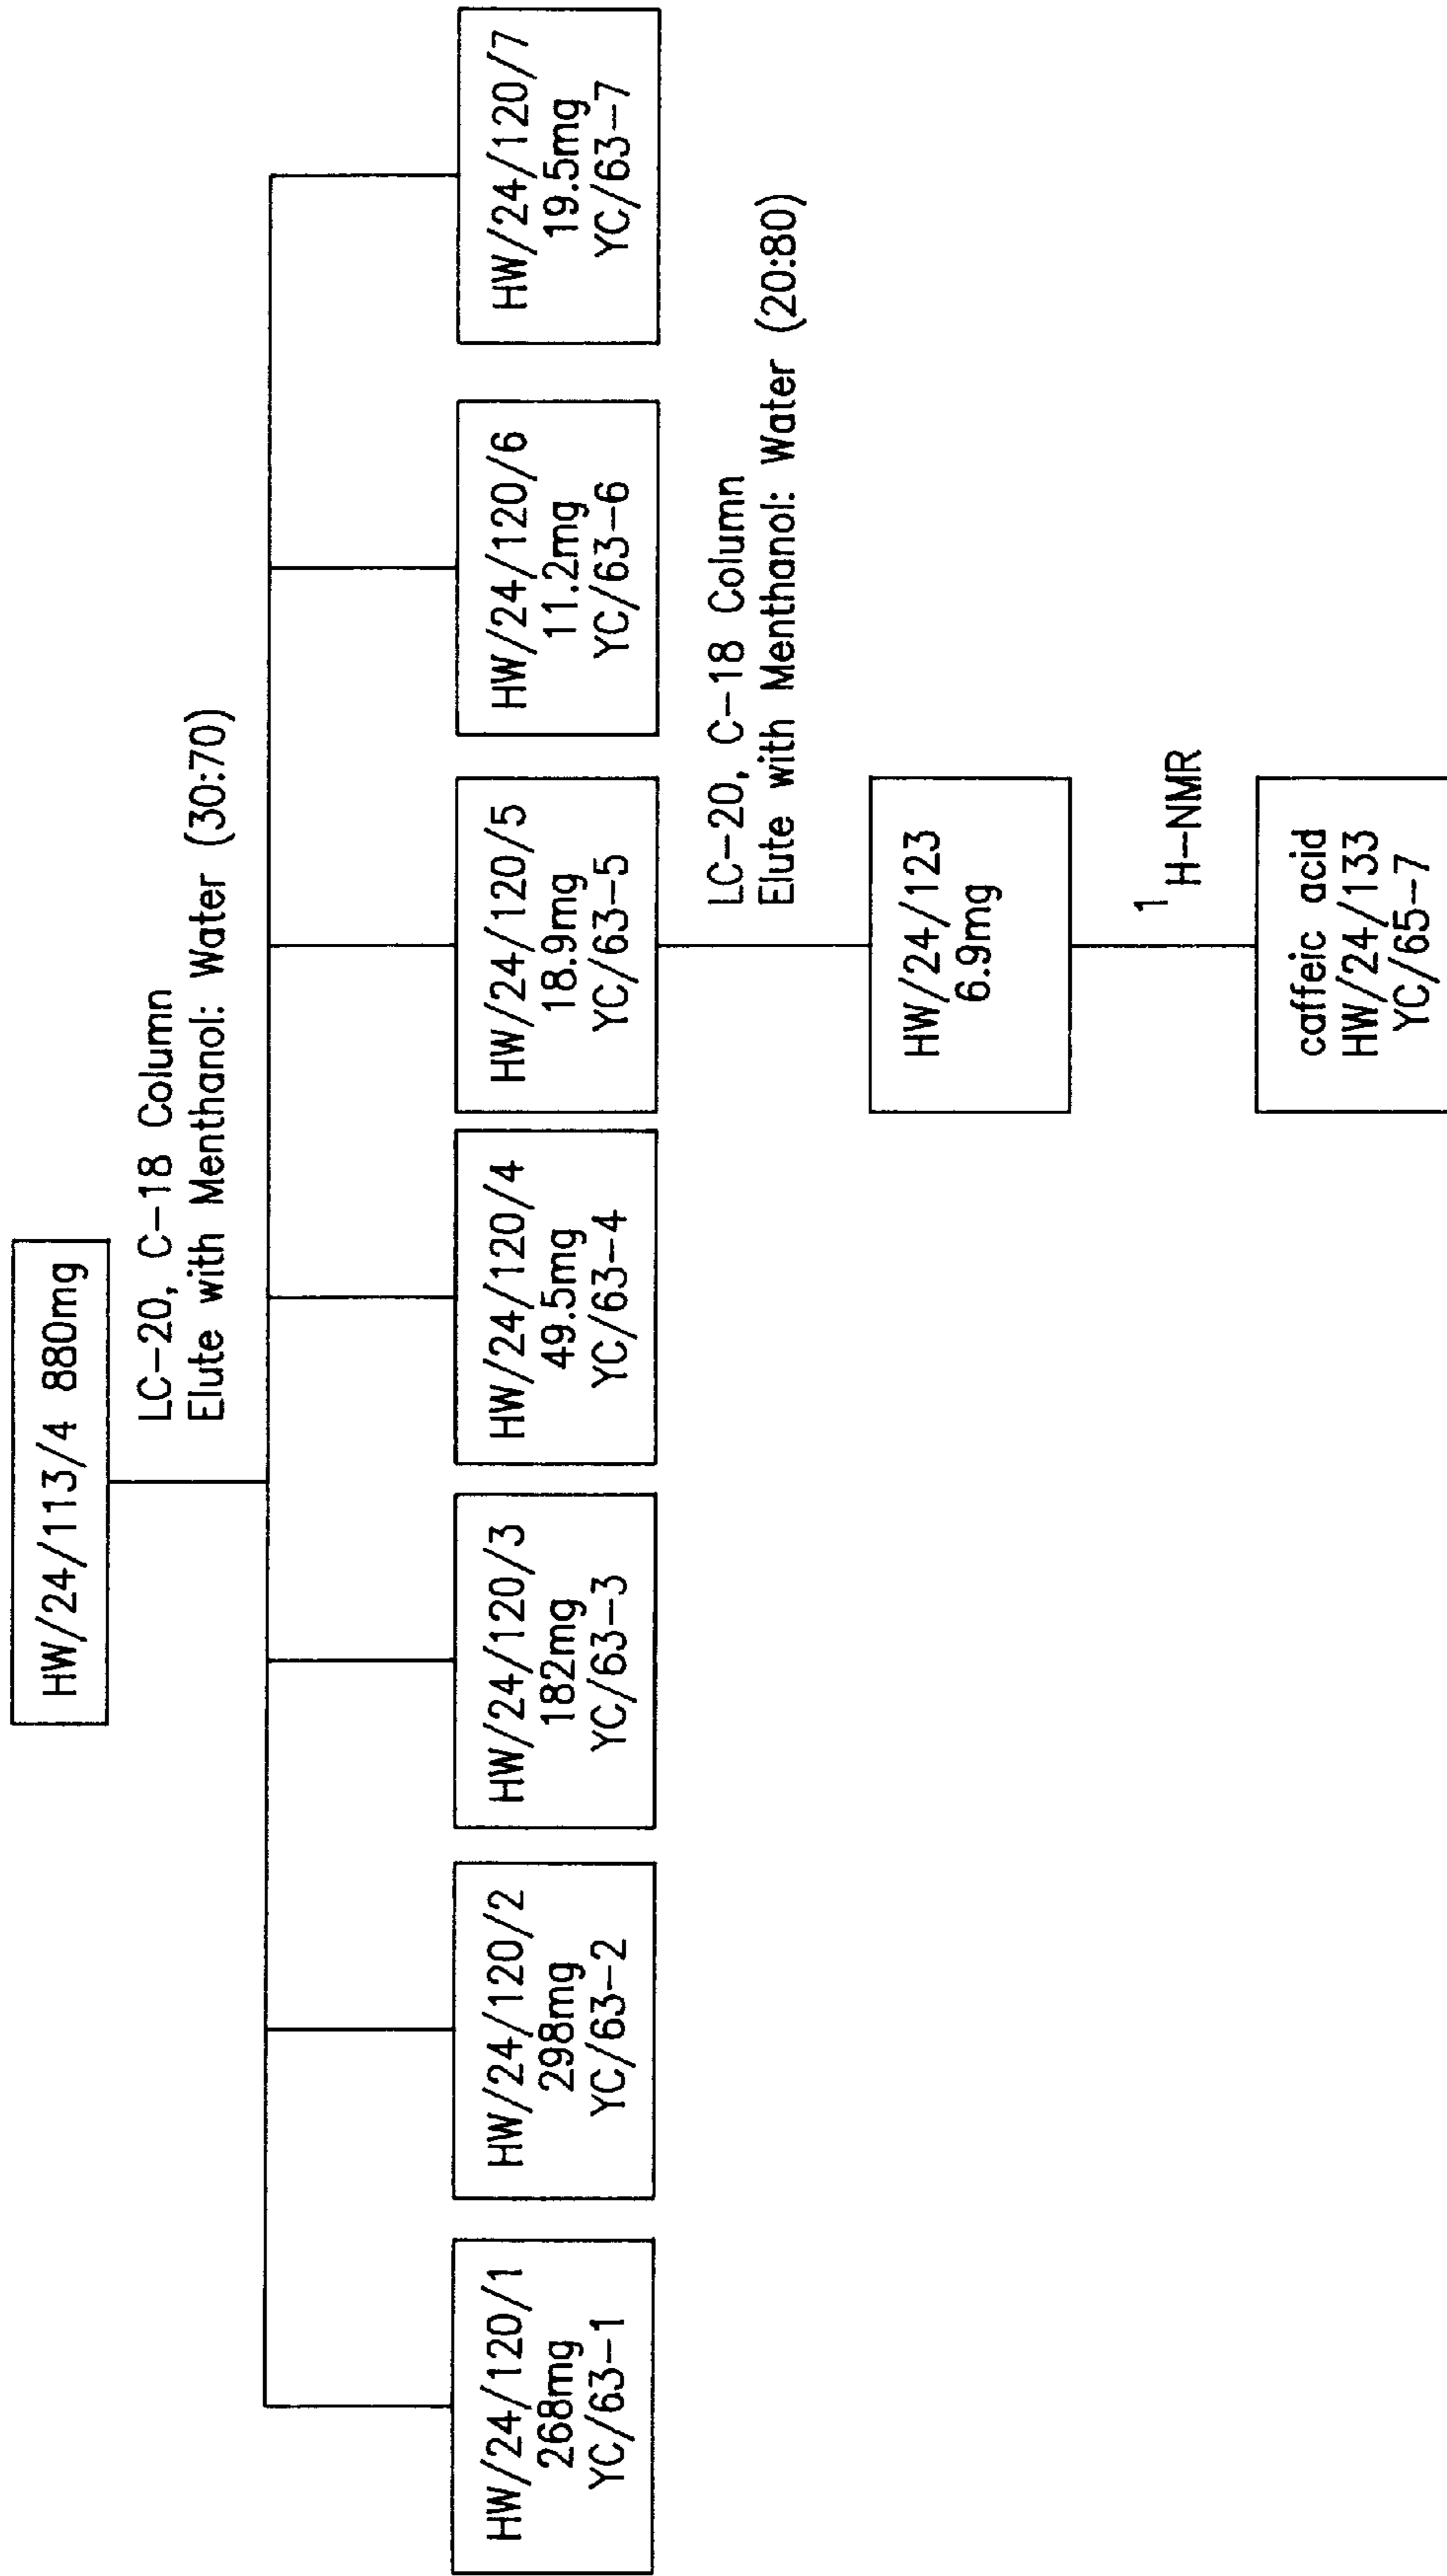 HW/24/113/4 880mg
LC-20, C-18 Column
Elute with Menthanol: Water (30:70)
HW/24/120/1
268mg
YC/63-1
HW/24/120/2
298mg
YC/63-2
HW/24/120/3
182mg
YC/63-3
HW/24/120/4
49.5mg
YC/63-4
HW/24/120/5
18.9mg
YC/63-5
HW/24/120/6
11.2mg
YC/63-6
HW/24/120/7
19.5mg
YC/63-7
LC-20, C-18 Column
Elute with Menthanol: Water (20:80)
HW/24/123
6.9mg
1H-NMR
caffeic acid
HW/24/133
YC/65-7